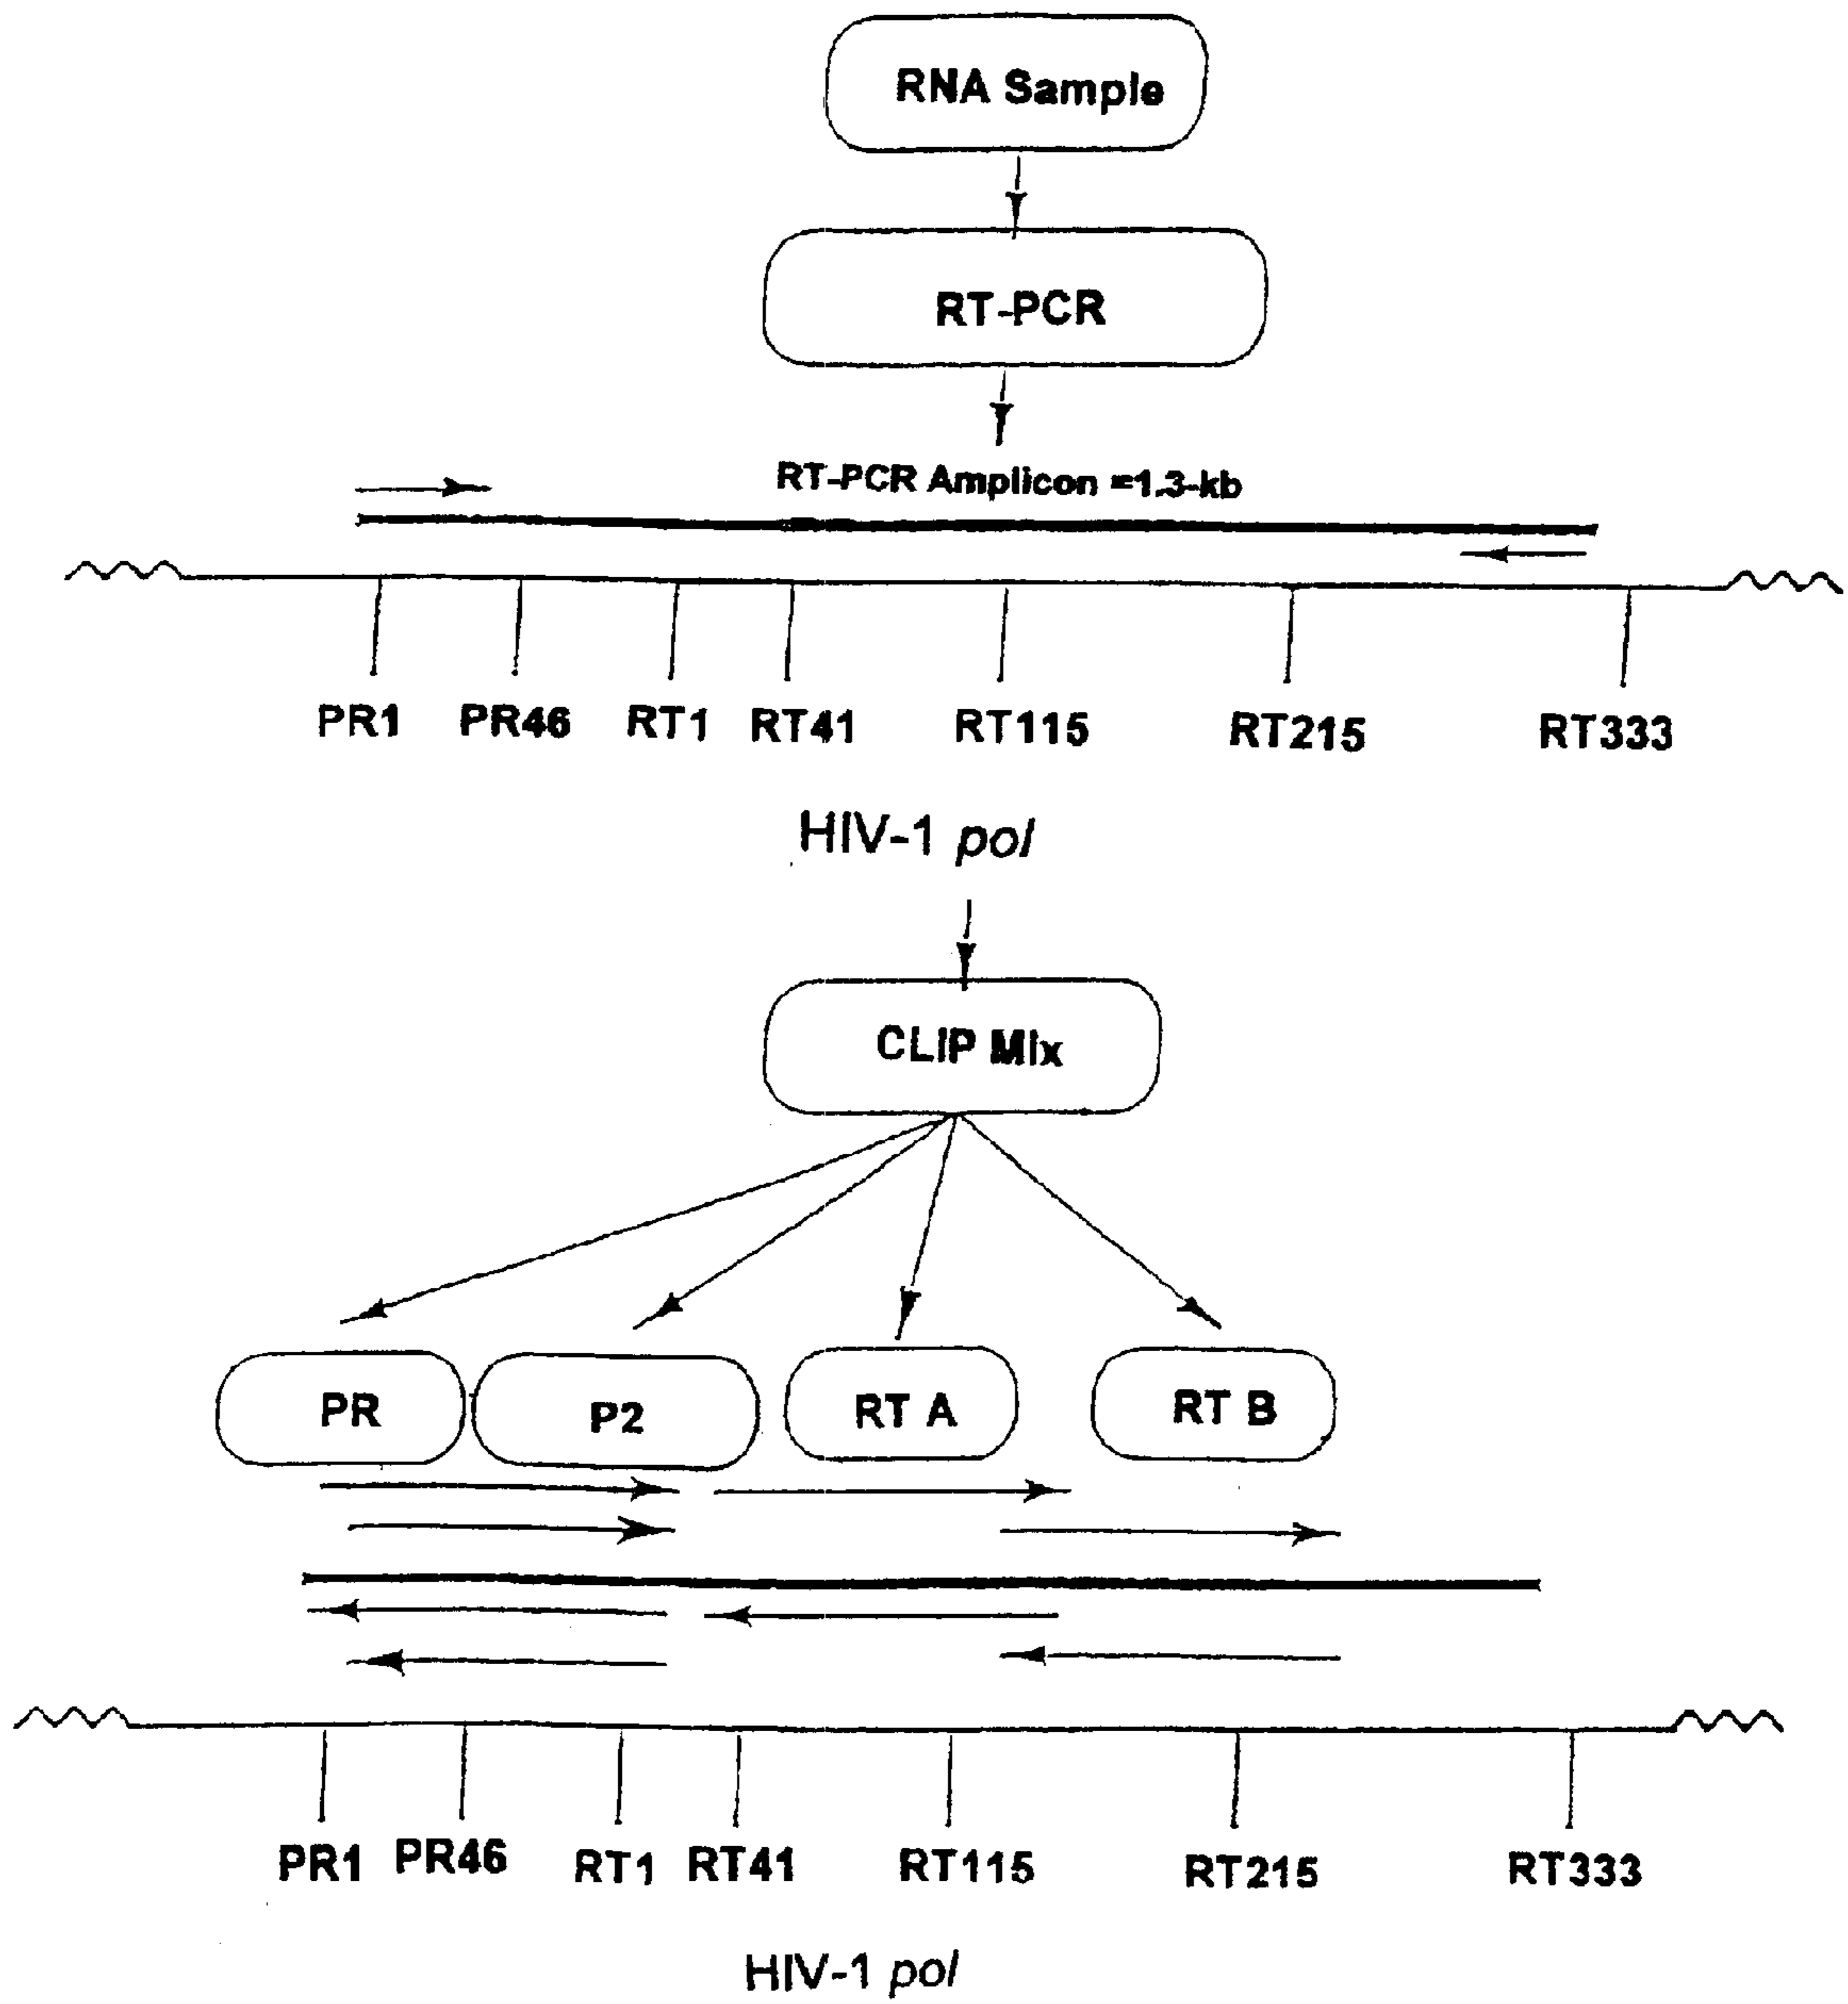 RNA Sample
RT-PCR
RT-PCR Amplicon =1.3-kb
PR1 PR46 RT1 RT41 RT115 RT215 RT333
HIV-1 pol
CLIP Mix
PR P2 RT A RT B
PR1 PR46 RT1 RT41 RT115 RT215 RT333
HIV-1 pol